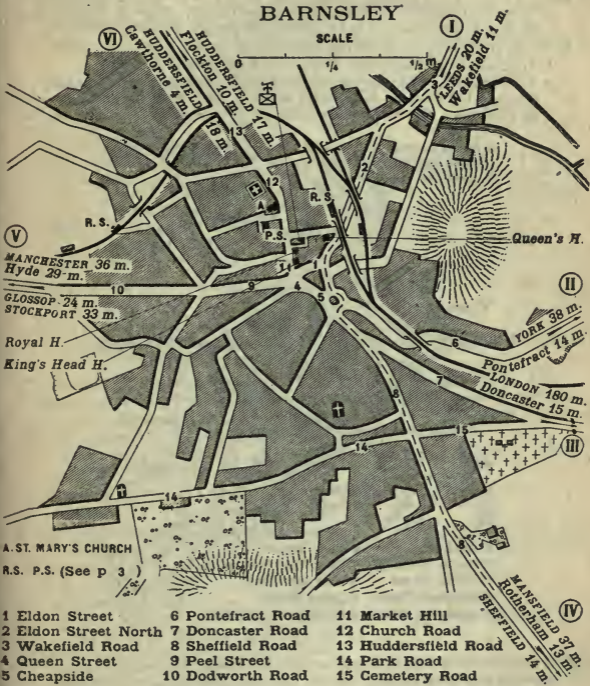 BARNSLEY
SCALE
0 1/4 1/2 m.
VI
HUDDERSFIELD 17 m.
Flockton 10 m.
HUDDERSFIELD 18 m.
Cawthorne 4 m.
I
LEEDS 20 m.
Wakefield 11 m.
3
13
2
12
A
R. S.
P.S.
R. S.
Queen's H.
V
MANCHESTER 36 m.
Hyde 29 m.
GLOSSOP 24 m.
STOCKPORT 33 m.
10
9
11
1
4
5
Royal H.
King's Head H.
II
YORK 38 m.
Pontefract 14 m.
6
LONDON 180 m.
Doncaster 15 m.
7
III
8
14
15
14
8
A. ST. MARY'S CHURCH
R.S. P.S. (See p 3 )
IV
MANSFIELD 37 m.
Rotherham 13 m.
SHEFFIELD 14 m.
1 Eldon Street
2 Eldon Street North
3 Wakefield Road
4 Queen Street
5 Cheapside
6 Pontefract Road
7 Doncaster Road
8 Sheffield Road
9 Peel Street
10 Dodworth Road
11 Market Hill
12 Church Road
13 Huddersfield Road
14 Park Road
15 Cemetery Road